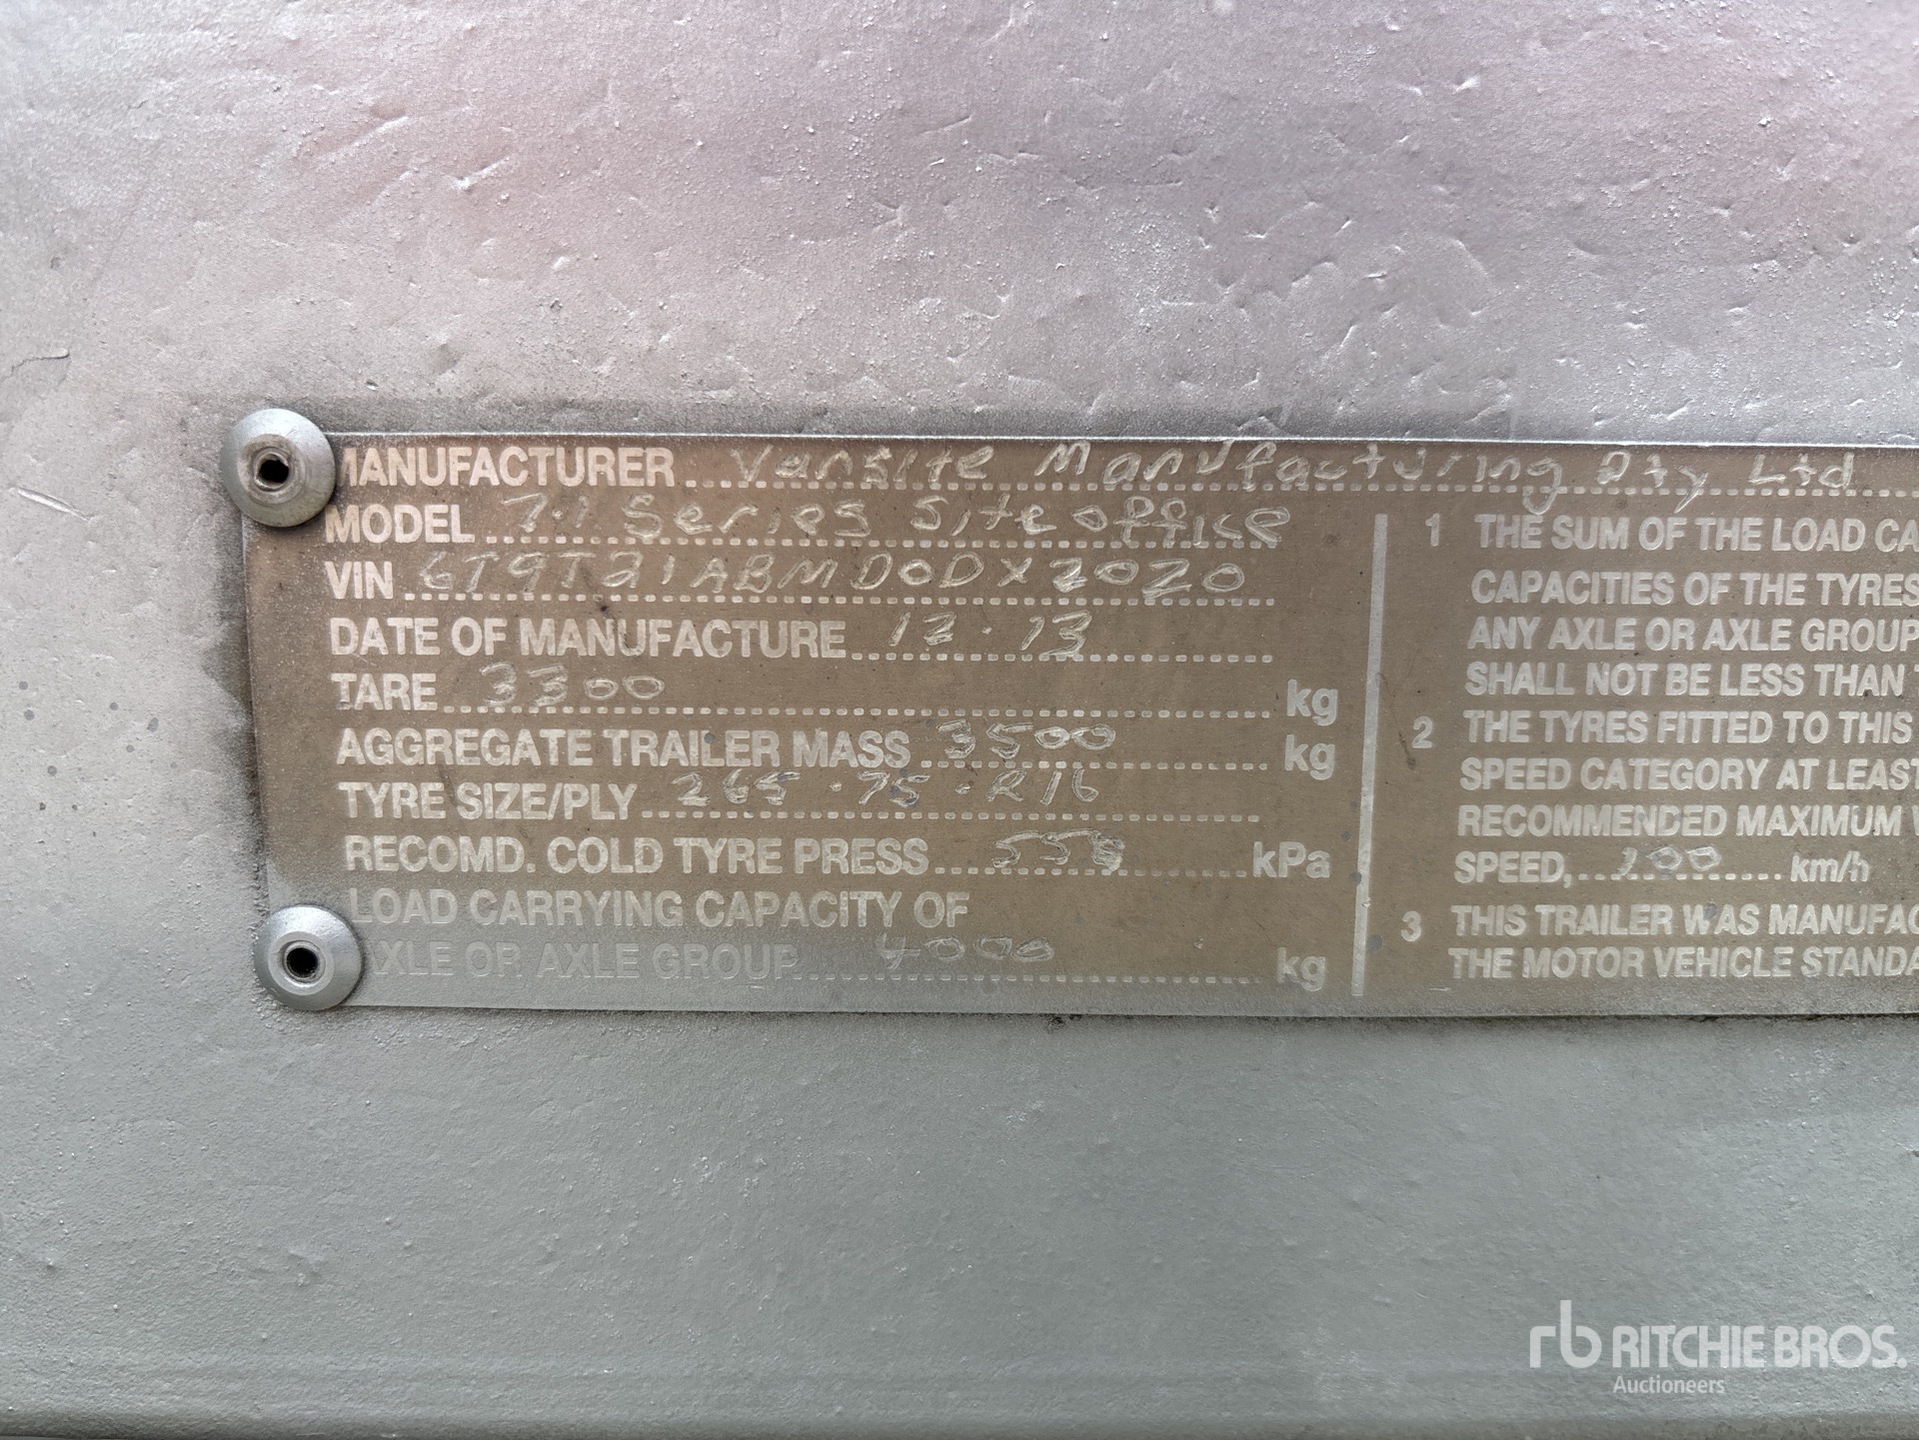 MANUFACTURER Vansite Manufacturing Pty Ltd
MODEL 7.1 Series Site office
VIN 6T9T21ABMD0DX2020
DATE OF MANUFACTURE 12.13
TARE 3300 kg
AGGREGATE TRAILER MASS 3500 kg
TYRE SIZE/PLY 265.75.R16
RECOMD. COLD TYRE PRESS kPa
LOAD CARRYING CAPACITY OF
AXLE OR AXLE GROUP 4000 kg
1 THE SUM OF THE LOAD CA
CAPACITIES OF THE TYRES
ANY AXLE OR AXLE GROUP
SHALL NOT BE LESS THAN T
2 THE TYRES FITTED TO THIS
SPEED CATEGORY AT LEAST
RECOMMENDED MAXIMUM V
SPEED, 100 km/h
3 THIS TRAILER WAS MANUFAC
THE MOTOR VEHICLE STANDA
rb RITCHIE BROS.
Auctioneers